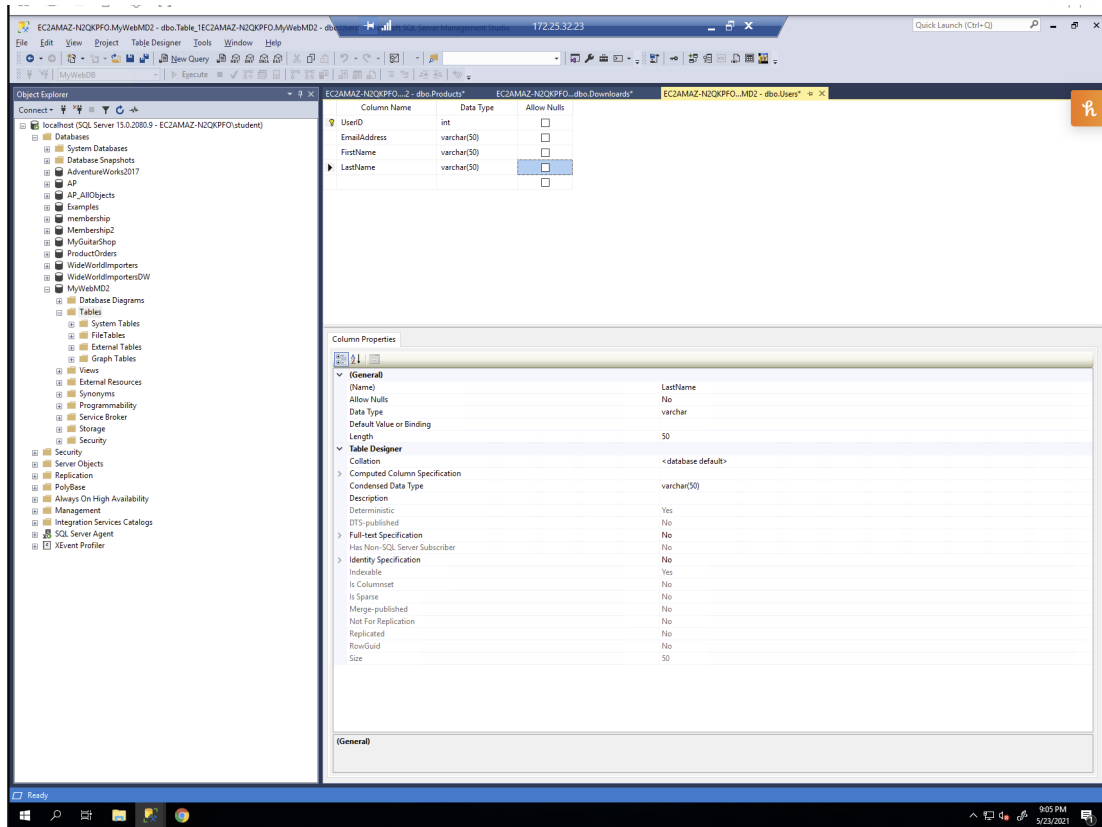 EC2AMAZ-N2QKPFO.MyWebMD2 - dbo.Table_1EC2AMAZ-N2QKPFO.MyWebMD2 - dbo.Users
SQL Server Management Studio
172.25.32.23
Quick Launch (Ctrl+Q)
File Edit View Project Table Designer Tools Window Help
New Query
MyWebDB
Execute
Object Explorer
EC2AMAZ-N2QKPFO....2 - dbo.Products*
EC2AMAZ-N2QKPFO...dbo.Downloards*
EC2AMAZ-N2QKPFO...MD2 - dbo.Users*
Connect
localhost (SQL Server 15.0.2080.9 - EC2AMAZ-N2QKPFO\student)
Databases
System Databases
Database Snapshots
AdventureWorks2017
AP
AP_AllObjects
Examples
membership
Membership2
MyGuitarShop
ProductOrders
WideWorldImporters
WideWorldImportersDW
MyWebMD2
Database Diagrams
Tables
System Tables
FileTables
External Tables
Graph Tables
Views
External Resources
Synonyms
Programmability
Service Broker
Storage
Security
Security
Server Objects
Replication
PolyBase
Always On High Availability
Management
Integration Services Catalogs
SQL Server Agent
XEvent Profiler
Column Name Data Type Allow Nulls
UserID int
EmailAddress varchar(50)
FirstName varchar(50)
LastName varchar(50)
Column Properties
(General)
(Name) LastName
Allow Nulls No
Data Type varchar
Default Value or Binding
Length 50
Table Designer
Collation <database default>
Computed Column Specification
Condensed Data Type varchar(50)
Description
Deterministic Yes
DTS-published No
Full-text Specification No
Has Non-SQL Server Subscriber No
Identity Specification No
Indexable Yes
Is Columnset No
Is Sparse No
Merge-published No
Not For Replication No
Replicated No
RowGuid No
Size 50
(General)
Ready
9:05 PM
5/23/2021